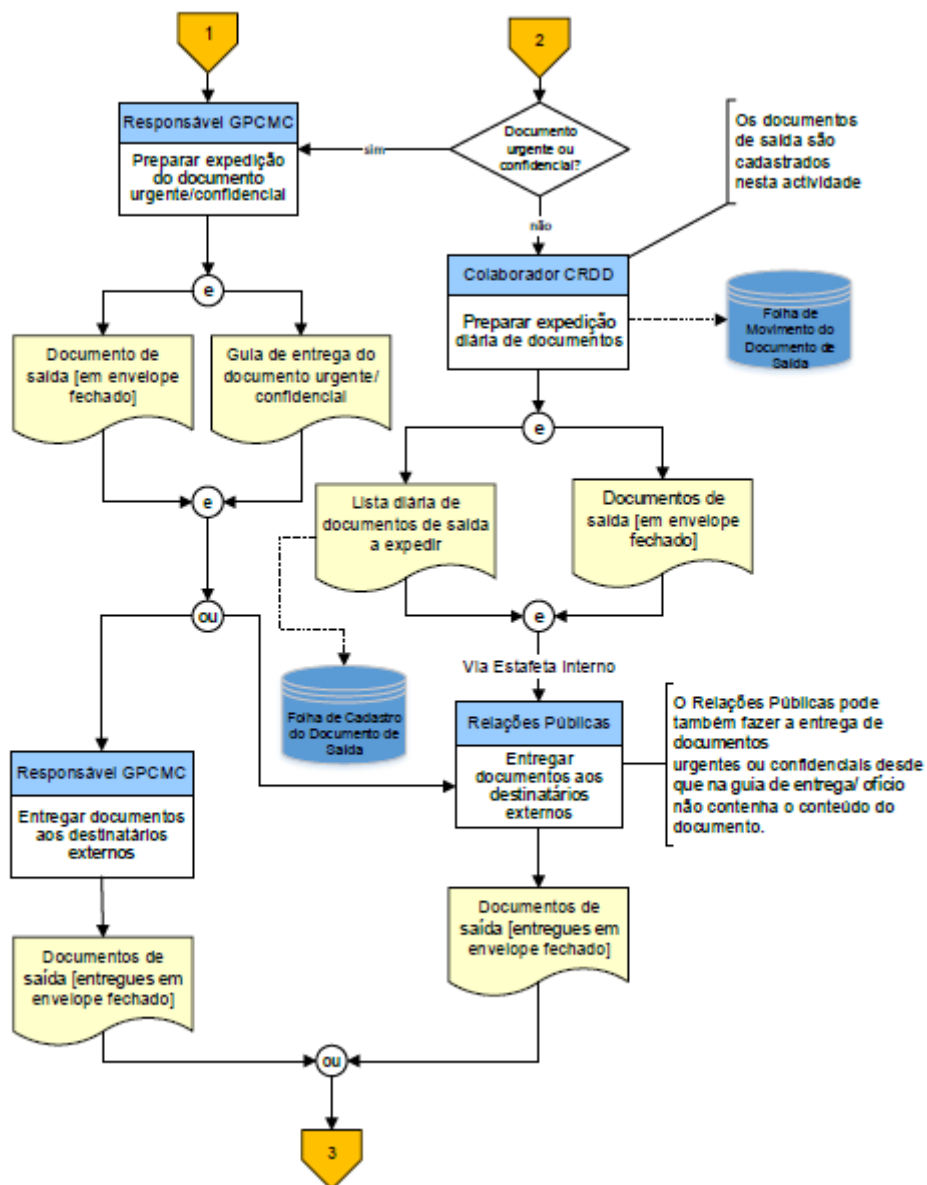 1
2
Responsável GPCMC
Preparar expedição
do documento
urgente/confidencial
sim
Documento
urgente ou
confidencial?
Os documentos
de saída são
cadastrados
nesta actividade
não
Colaborador CRDD
Preparar expedição
diária de documentos
Folha de
Movimento do
Documento de
Saída
e
Documento de
saída [em envelope
fechado]
Guia de entrega do
documento urgente/
confidencial
e
e
Lista diária de
documentos de saída
a expedir
Documentos de
saída [em envelope
fechado]
ou
e
Via Estafeta Interno
Folha de Cadastro
do Documento de
Saída
Relações Públicas
Entregar
documentos aos
destinatários
externos
O Relações Públicas pode
também fazer a entrega de
documentos
urgentes ou confidenciais desde
que na guia de entrega/ ofício
não contenha o conteúdo do
documento.
Responsável GPCMC
Entregar documentos
aos destinatários
externos
Documentos de
saída [entregues em
envelope fechado]
Documentos de
saída [entregues em
envelope fechado]
ou
3